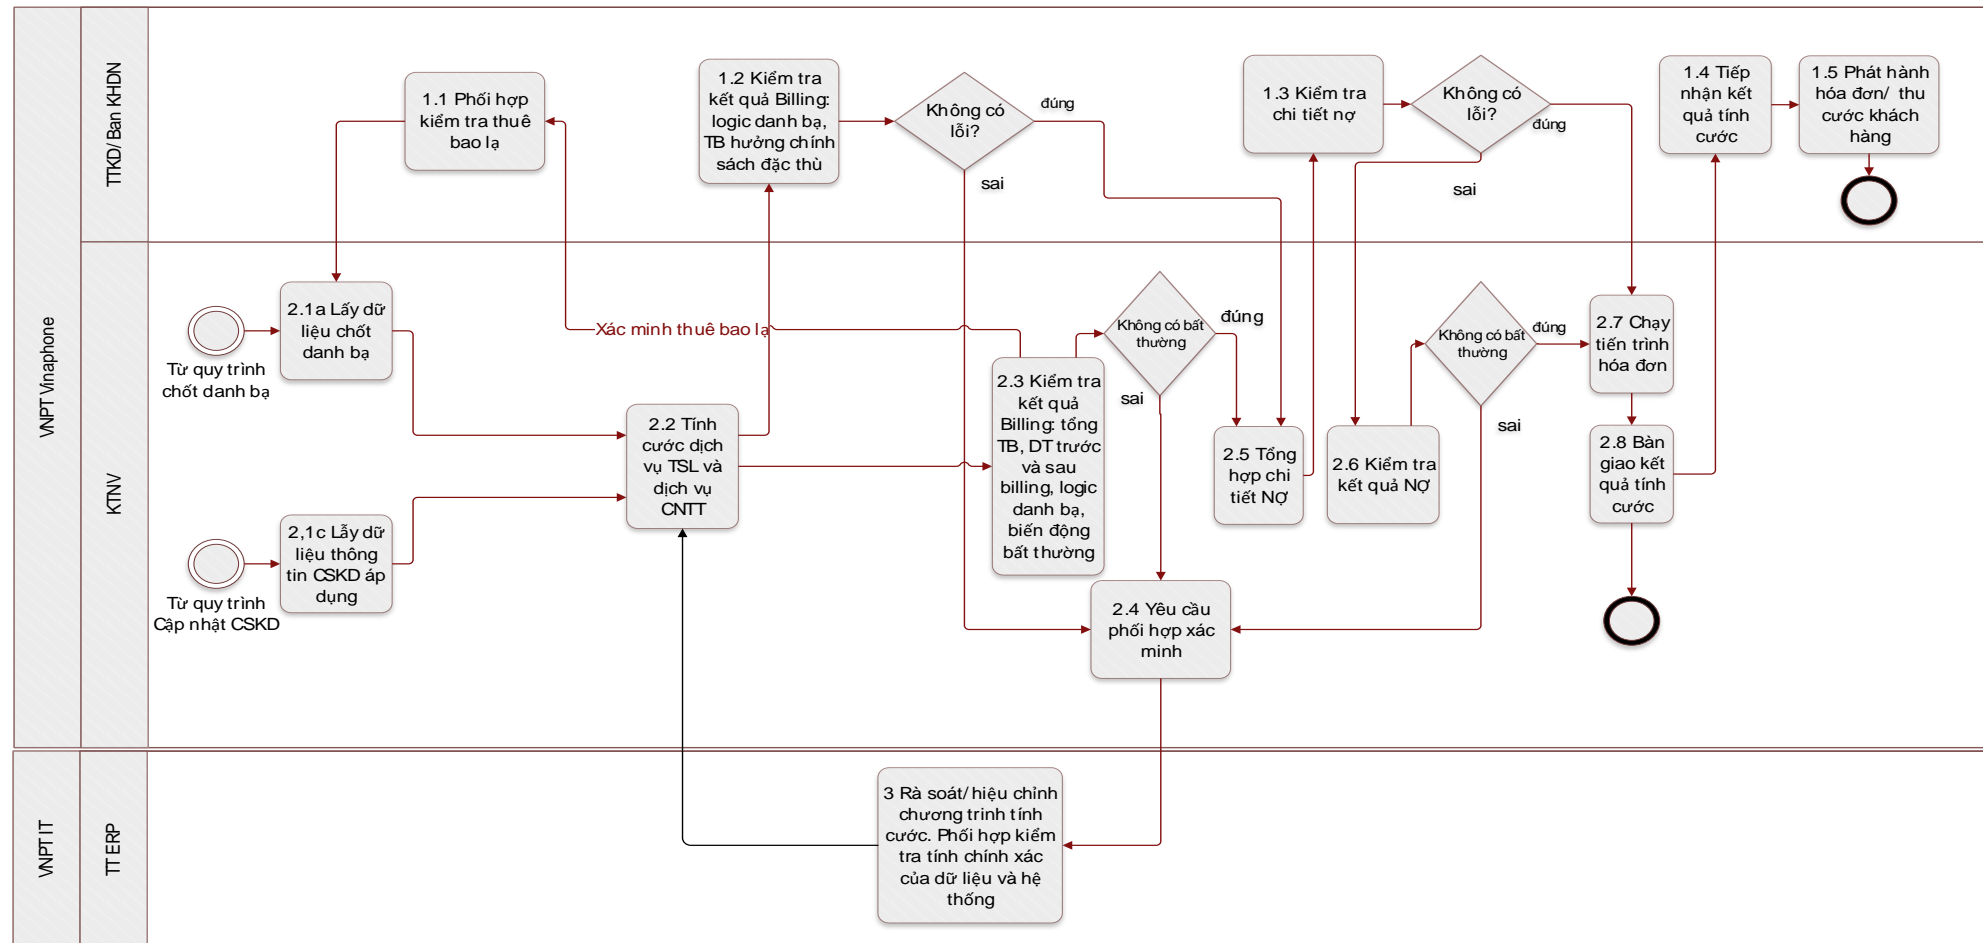 VNPT Vinaphone
TTKD/ Ban KHDN
1.1 Phối hợp
kiểm tra thuê
bao lạ
1.2 Kiểm tra
kết quả Billing:
logic danh bạ,
TB hưởng chính
sách đặc thù
Không có
lỗi?
đúng
sai
1.3 Kiểm tra
chi tiết nợ
Không có
lỗi?
đúng
sai
1.4 Tiếp
nhận kết
quả tính
cước
1.5 Phát hành
hóa đơn/ thu
cước khách
hàng
KTNV
Từ quy trình
chốt danh bạ
2.1a Lấy dữ
liệu chốt
danh bạ
Xác minh thuê bao lạ
Từ quy trình
Cập nhật CSKD
2,1c Lẫy dữ
liệu thông
tin CSKD áp
dụng
2.2 Tính
cước dịch
vụ TSL và
dịch vụ
CNTT
2.3 Kiểm tra
kết quả
Billing: tổng
TB, DT trước
và sau
billing, logic
danh bạ,
biến động
bất thường
Không có bất
thường
đúng
sai
2.4 Yêu cầu
phối hợp xác
minh
2.5 Tổng
hợp chi
tiết NỢ
2.6 Kiểm tra
kết quả NỢ
Không có bất
thường
đúng
sai
2.7 Chạy
tiến trình
hóa đơn
2.8 Bàn
giao kết
quả tính
cước
VNPT IT
TT ERP
3 Rà soát/ hiệu chỉnh
chương trinh tính
cước. Phối hợp kiểm
tra tính chính xác
của dữ liệu và hệ
thống